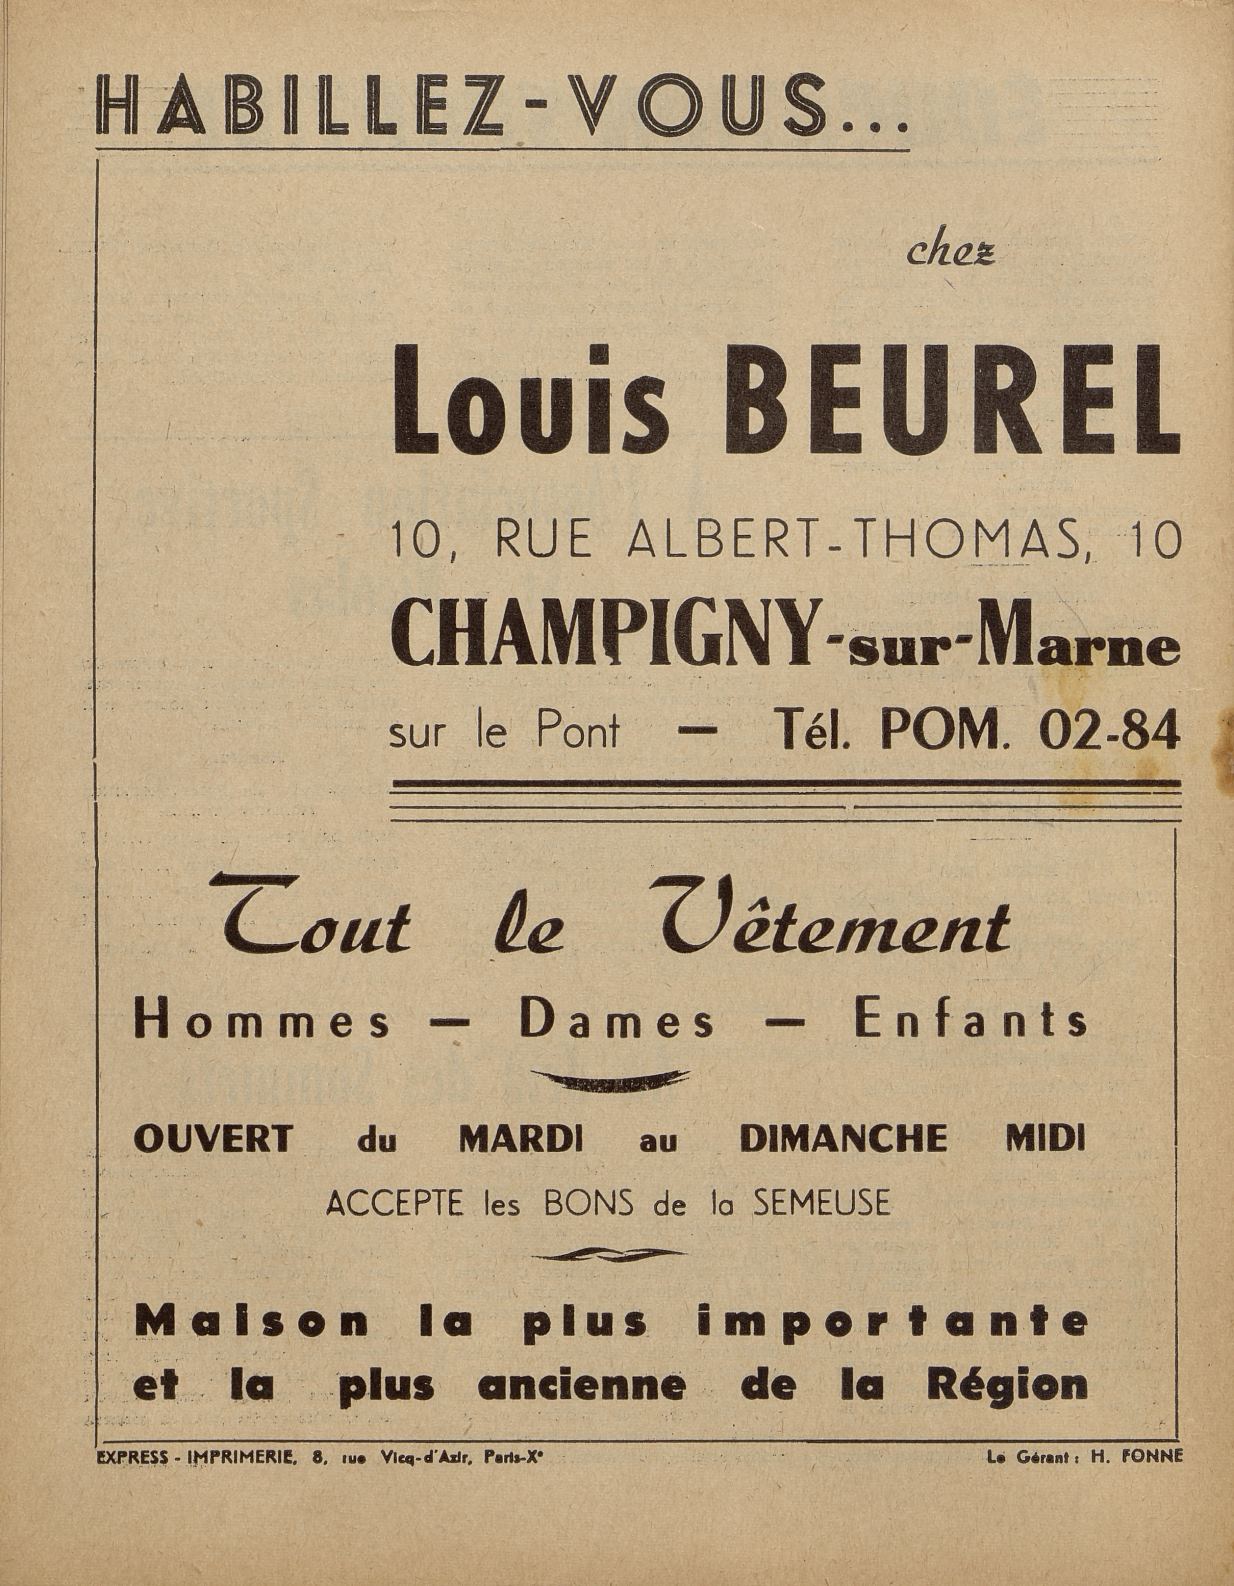 HABILLEZ-VOUS...
chez
Louis BEUREL
10, RUE ALBERT-THOMAS, 10
CHAMPIGNY-sur-Marne
sur le Pont — Tél. POM. 02-84
Tout le Vêtement
Hommes — Dames — Enfants
OUVERT du MARDI au DIMANCHE MIDI
ACCEPTE les BONS de la SEMEUSE
Maison la plus importante
et la plus ancienne de la Région
EXPRESS - IMPRIMERIE, 8, rue Vicq-d'Azir, Paris-Xᵉ
Le Gérant : H. FONNE